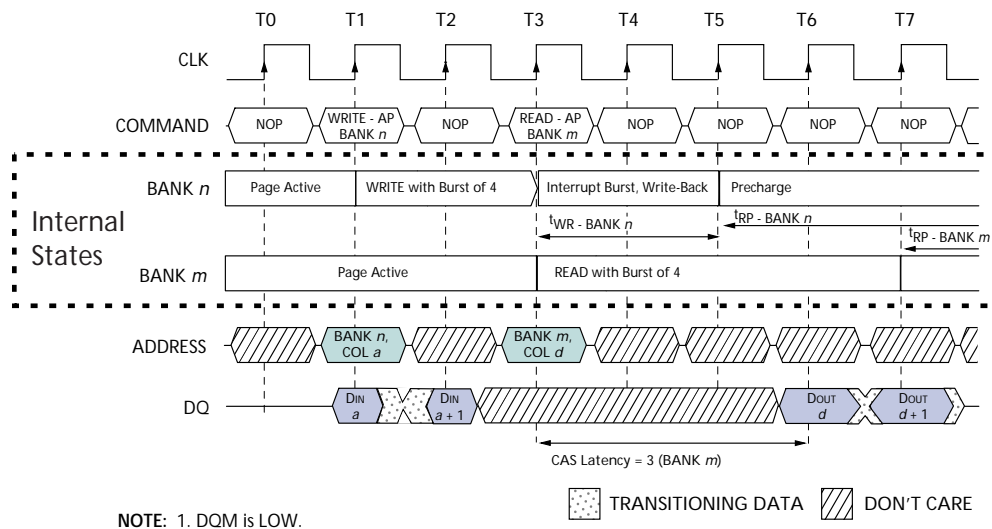 T0 T1 T2 T3 T4 T5 T6 T7
CLK
COMMAND NOP WRITE - AP BANK n NOP READ - AP BANK m NOP NOP NOP NOP
Internal States
BANK n Page Active WRITE with Burst of 4 Interrupt Burst, Write-Back Precharge
tWR - BANK n tRP - BANK n
tRP - BANK m
BANK m Page Active READ with Burst of 4
ADDRESS BANK n, COL a BANK m, COL d
DQ DIN a DIN a + 1 DOUT d DOUT d + 1
CAS Latency = 3 (BANK m)
TRANSITIONING DATA DON'T CARE
NOTE: 1. DQM is LOW.